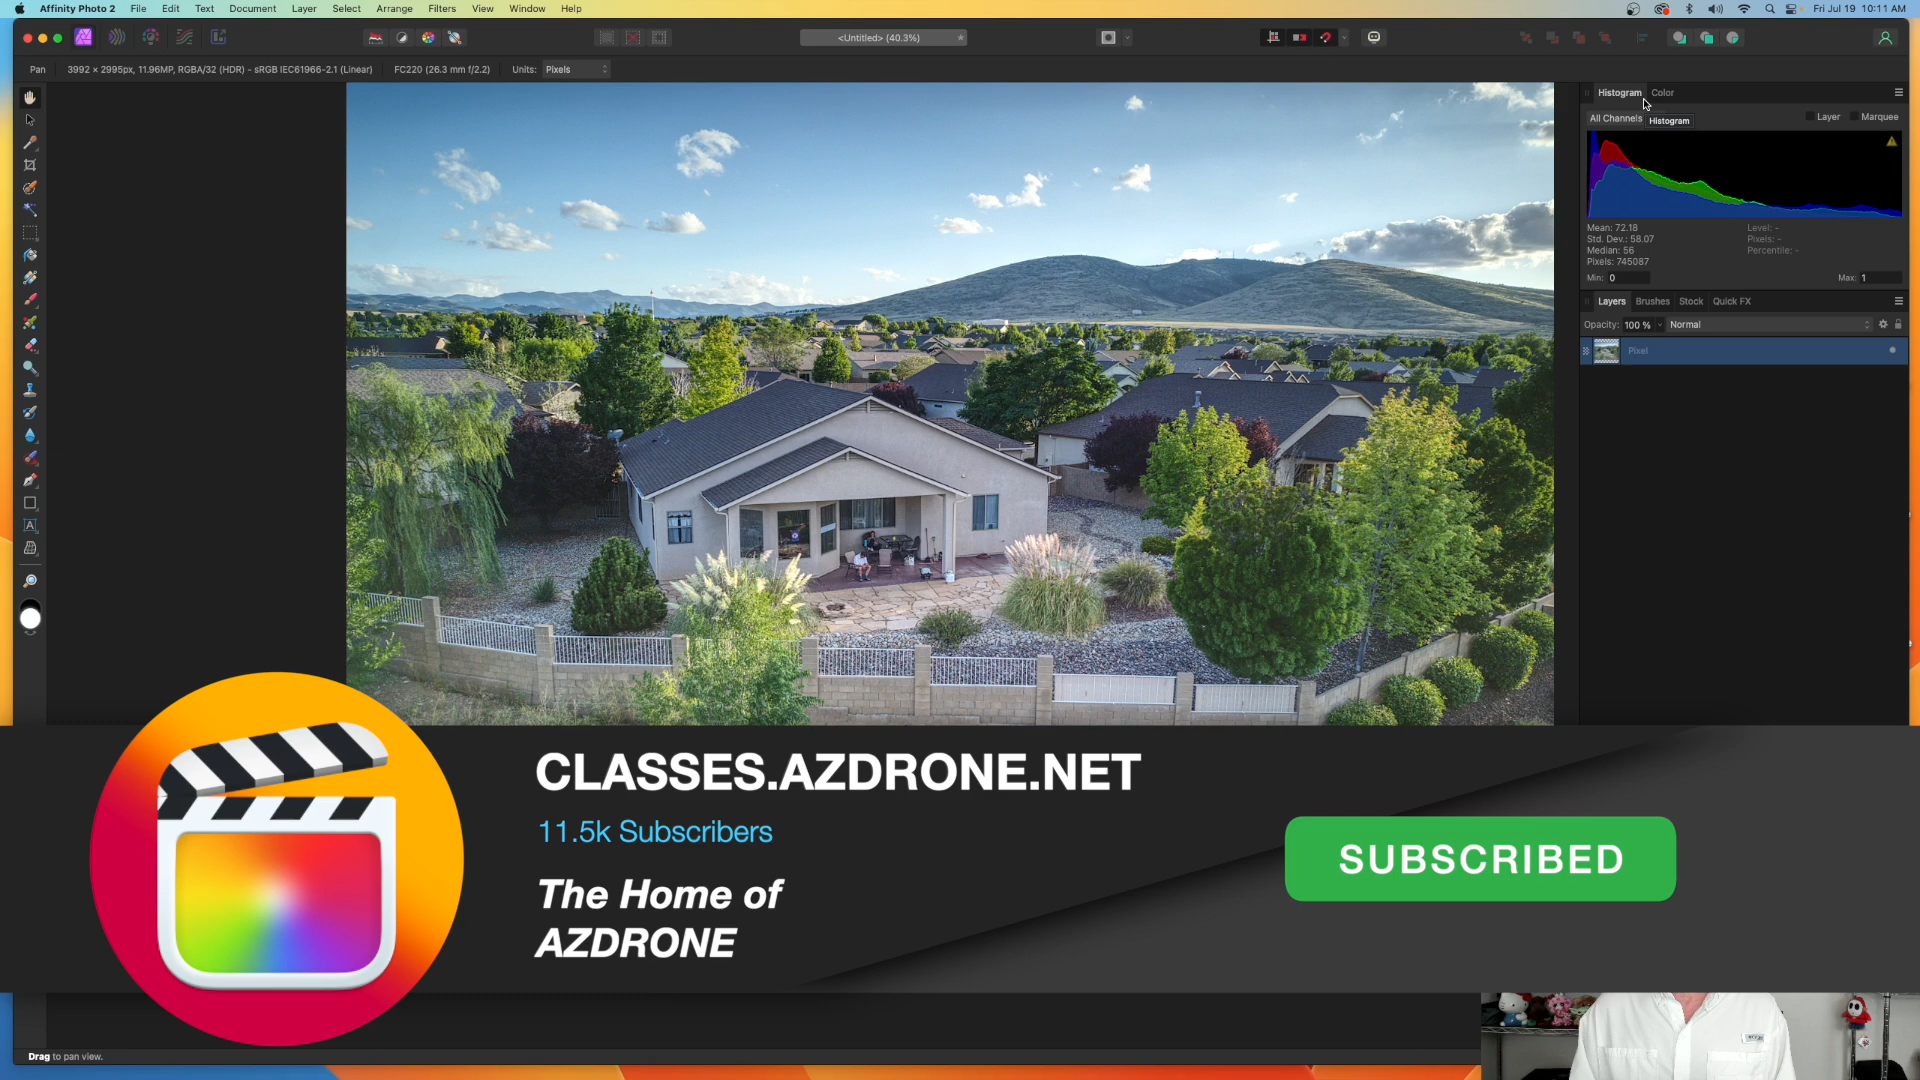 Affinity Photo 2 File Edit Text Document Layer Select Arrange Filters View Window Help
Fri Jul 19 10:11 AM
<Untitled> (40.3%)
Pan 3992 × 2995px, 11.96MP, RGBA/32 (HDR) - sRGB IEC61966-2.1 (Linear) FC220 (26.3 mm f/2.2) Units: Pixels
Histogram Color
All Channels Layer Marquee
Histogram
Mean: 72.18 Level: -
Std. Dev.: 58.07 Pixels: -
Median: 56 Percentile: -
Pixels: 745087
Min: 0 Max: 1
Layers Brushes Stock Quick FX
Opacity: 100 % Normal
Pixel
CLASSES.AZDRONE.NET
11.5k Subscribers
The Home of
AZDRONE
SUBSCRIBED
Drag to pan view.